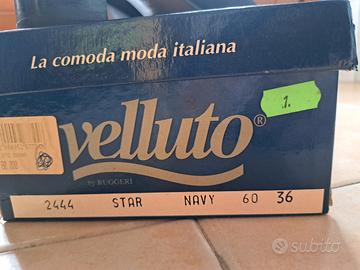 La comoda moda italiana
1.
velluto®
by RUGGERI
2444 STAR NAVY 60 36
subito